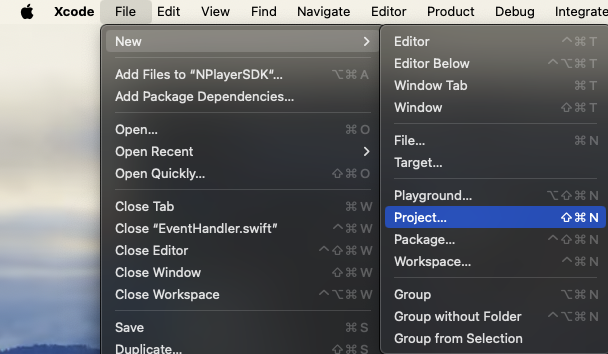 Xcode File Edit View Find Navigate Editor Product Debug Integrate
New
Add Files to “NPlayerSDK”... ⌥⌘A
Add Package Dependencies...
Open... ⌘O
Open Recent
Open Quickly... ⇧⌘O
Close Tab ⌘W
Close “EventHandler.swift” ^⌘W
Close Editor ^⇧⌘W
Close Window ⇧⌘W
Close Workspace ^⌥⌘W
Save ⌘S
Duplicate... ⇧⌘S
Editor ^⌘T
Editor Below ^⌥⌘T
Window Tab ⌘T
Window ⇧⌘T
File... ⌘N
Target...
Playground... ⌥⇧⌘N
Project... ⇧⌘N
Package... ^⇧⌘N
Workspace... ^⌘N
Group ⌥⌘N
Group without Folder ^⌥⌘N
Group from Selection